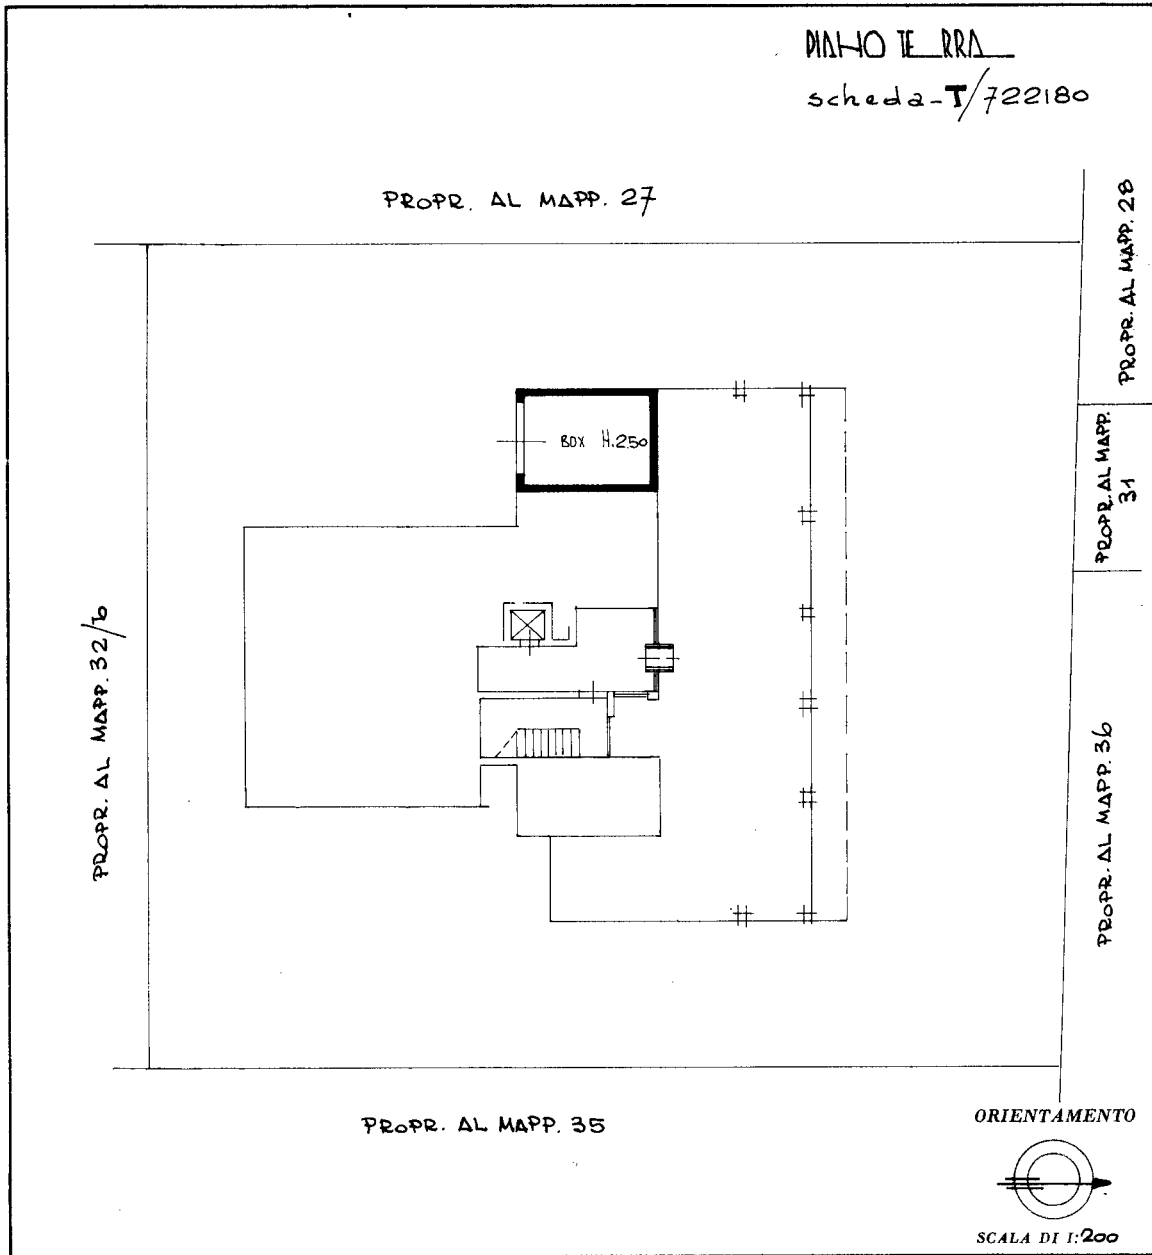 PIANO TERRA
scheda-T/722180
PROPR. AL MAPP. 27
PROPR. AL MAPP. 28
PROPR. AL MAPP.
31
BOX H.250
PROPR. AL MAPP. 32/b
PROPR. AL MAPP. 36
PROPR. AL MAPP. 35
ORIENTAMENTO
SCALA DI 1:200